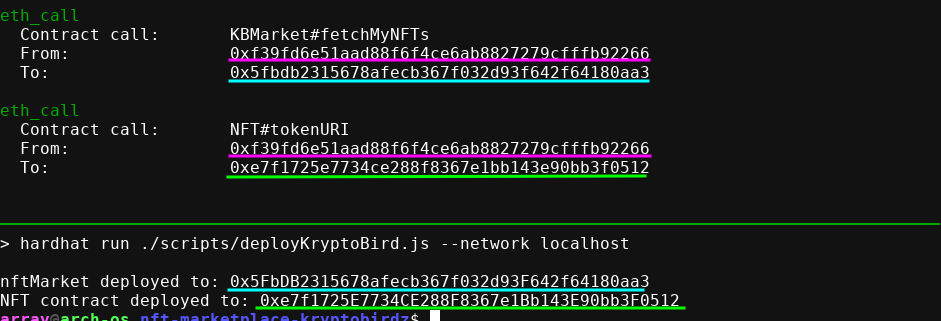 eth_call
Contract call: KBMarket#fetchMyNFTs
From: 0xf39fd6e51aad88f6f4ce6ab8827279cfffb92266
To: 0x5fbdb2315678afecb367f032d93f642f64180aa3
eth_call
Contract call: NFT#tokenURI
From: 0xf39fd6e51aad88f6f4ce6ab8827279cfffb92266
To: 0xe7f1725e7734ce288f8367e1bb143e90bb3f0512
> hardhat run ./scripts/deployKryptoBird.js --network localhost
nftMarket deployed to: 0x5FbDB2315678afecb367f032d93F642f64180aa3
NFT contract deployed to: 0xe7f1725E7734CE288F8367e1Bb143E90bb3F0512
array@arch-os nft-marketplace-kryptobirdz$